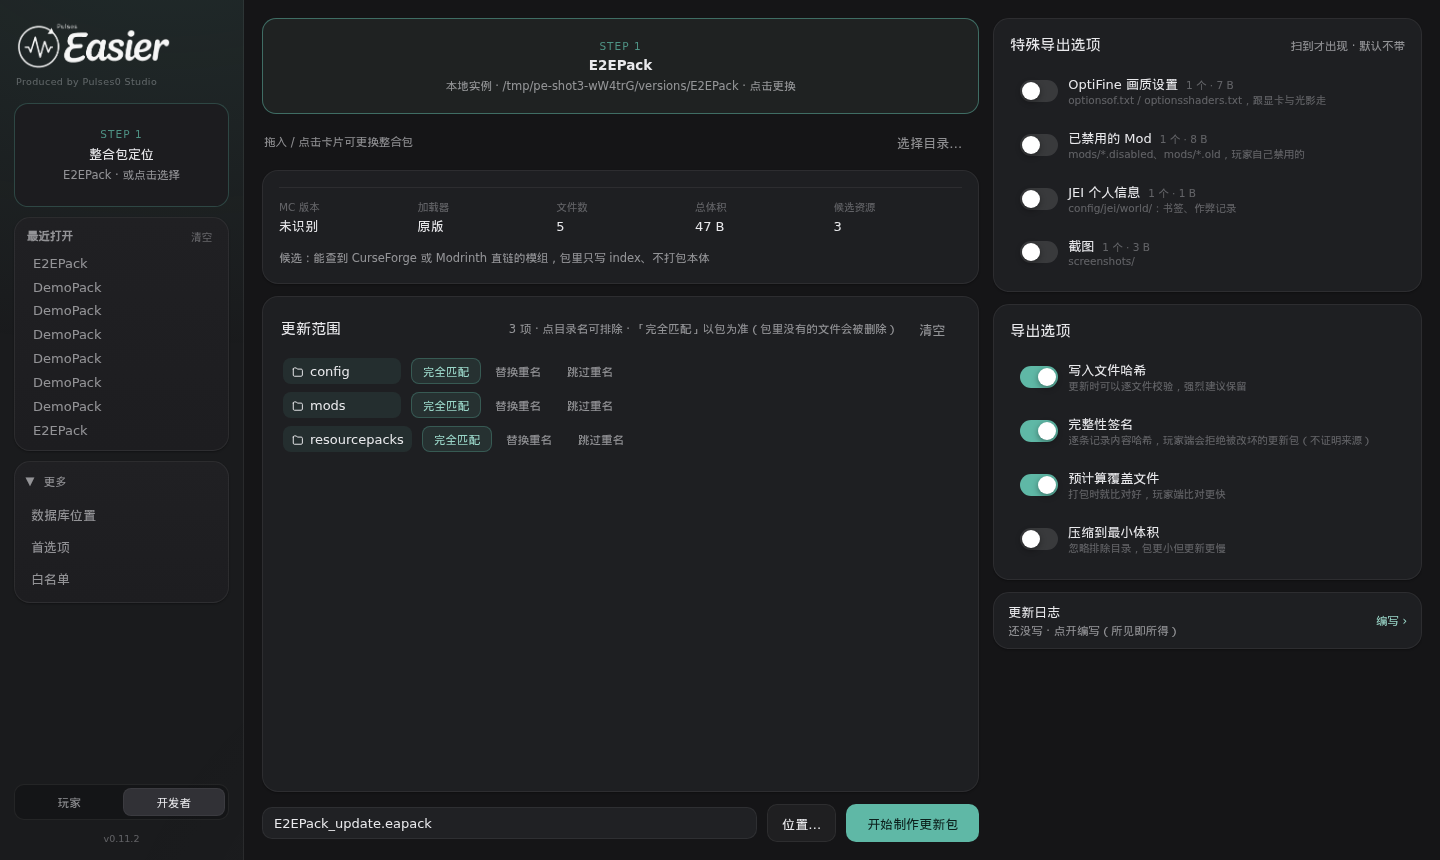 Pulses
Easier
Produced by Pulses0 Studio
STEP 1
整合包定位
E2EPack · 或点击选择
最近打开
清空
E2EPack
DemoPack
DemoPack
DemoPack
DemoPack
DemoPack
DemoPack
E2EPack
▼ 更多
数据库位置
首选项
白名单
玩家
开发者
v0.11.2
STEP 1
E2EPack
本地实例 · /tmp/pe-shot3-wW4trG/versions/E2EPack · 点击更换
拖入 / 点击卡片可更换整合包
选择目录...
MC 版本 加载器 文件数 总体积 候选资源
未识别 原版 5 47 B 3
候选：能查到 CurseForge 或 Modrinth 直链的模组，包里只写 index、不打包本体
更新范围
3 项 · 点目录名可排除 ·「完全匹配」以包为准（包里没有的文件会被删除）
清空
config 完全匹配 替换重名 跳过重名
mods 完全匹配 替换重名 跳过重名
resourcepacks 完全匹配 替换重名 跳过重名
E2EPack_update.eapack
位置...
开始制作更新包
特殊导出选项
扫到才出现 · 默认不带
OptiFine 画质设置 1 个 · 7 B
optionsof.txt / optionsshaders.txt，跟显卡与光影走
已禁用的 Mod 1 个 · 8 B
mods/*.disabled、mods/*.old，玩家自己禁用的
JEI 个人信息 1 个 · 1 B
config/jei/world/：书签、作弊记录
截图 1 个 · 3 B
screenshots/
导出选项
写入文件哈希
更新时可以逐文件校验，强烈建议保留
完整性签名
逐条记录内容哈希，玩家端会拒绝被改坏的更新包（不证明来源）
预计算覆盖文件
打包时就比对好，玩家端比对更快
压缩到最小体积
忽略排除目录，包更小但更新更慢
更新日志
还没写 · 点开编写（所见即所得）
编写 ›